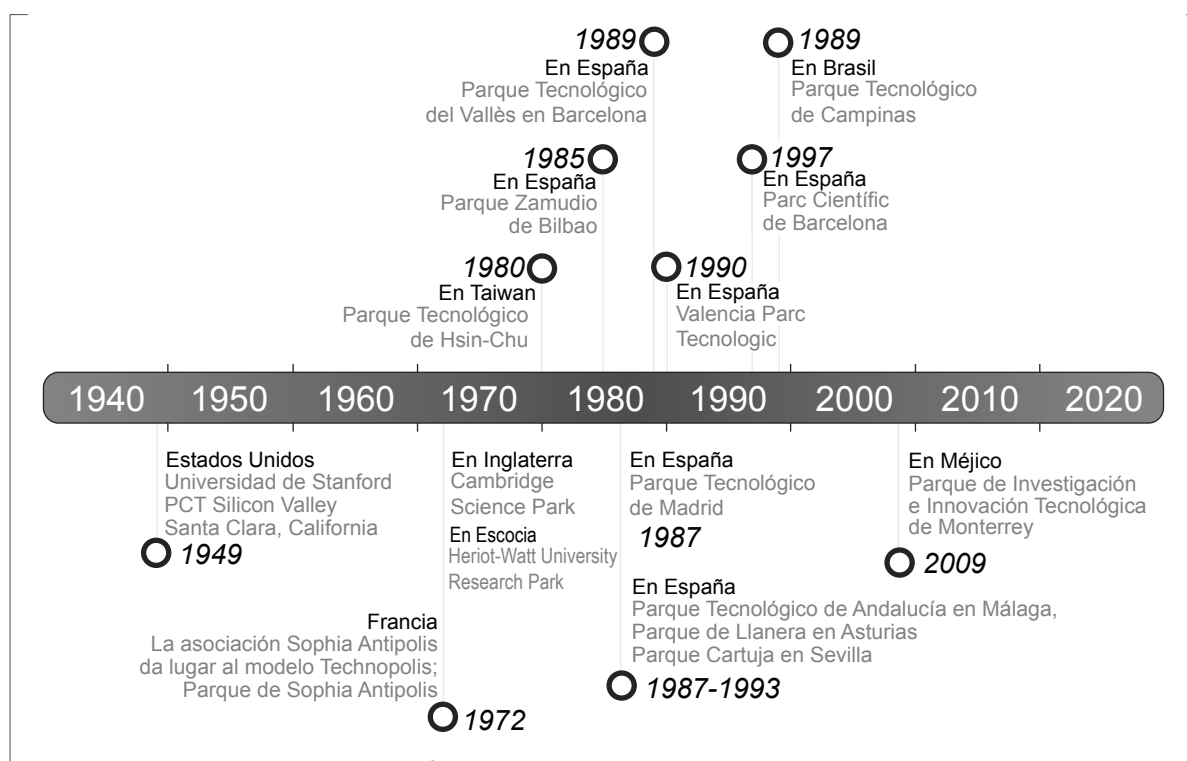 1989
En España
Parque Tecnológico
del Vallès en Barcelona
1989
En Brasil
Parque Tecnológico
de Campinas
1985
En España
Parque Zamudio
de Bilbao
1997
En España
Parc Científic
de Barcelona
1980
En Taiwan
Parque Tecnológico
de Hsin-Chu
1990
En España
Valencia Parc
Tecnologic
1940 1950 1960 1970 1980 1990 2000 2010 2020
Estados Unidos
Universidad de Stanford
PCT Silicon Valley
Santa Clara, California
1949
En Inglaterra
Cambridge
Science Park
En Escocia
Heriot-Watt University
Research Park
Francia
La asociación Sophia Antipolis
da lugar al modelo Technopolis;
Parque de Sophia Antipolis
1972
En España
Parque Tecnológico
de Madrid
1987
En España
Parque Tecnológico de Andalucía en Málaga,
Parque de Llanera en Asturias
Parque Cartuja en Sevilla
1987-1993
En Méjico
Parque de Investigación
e Innovación Tecnológica
de Monterrey
2009